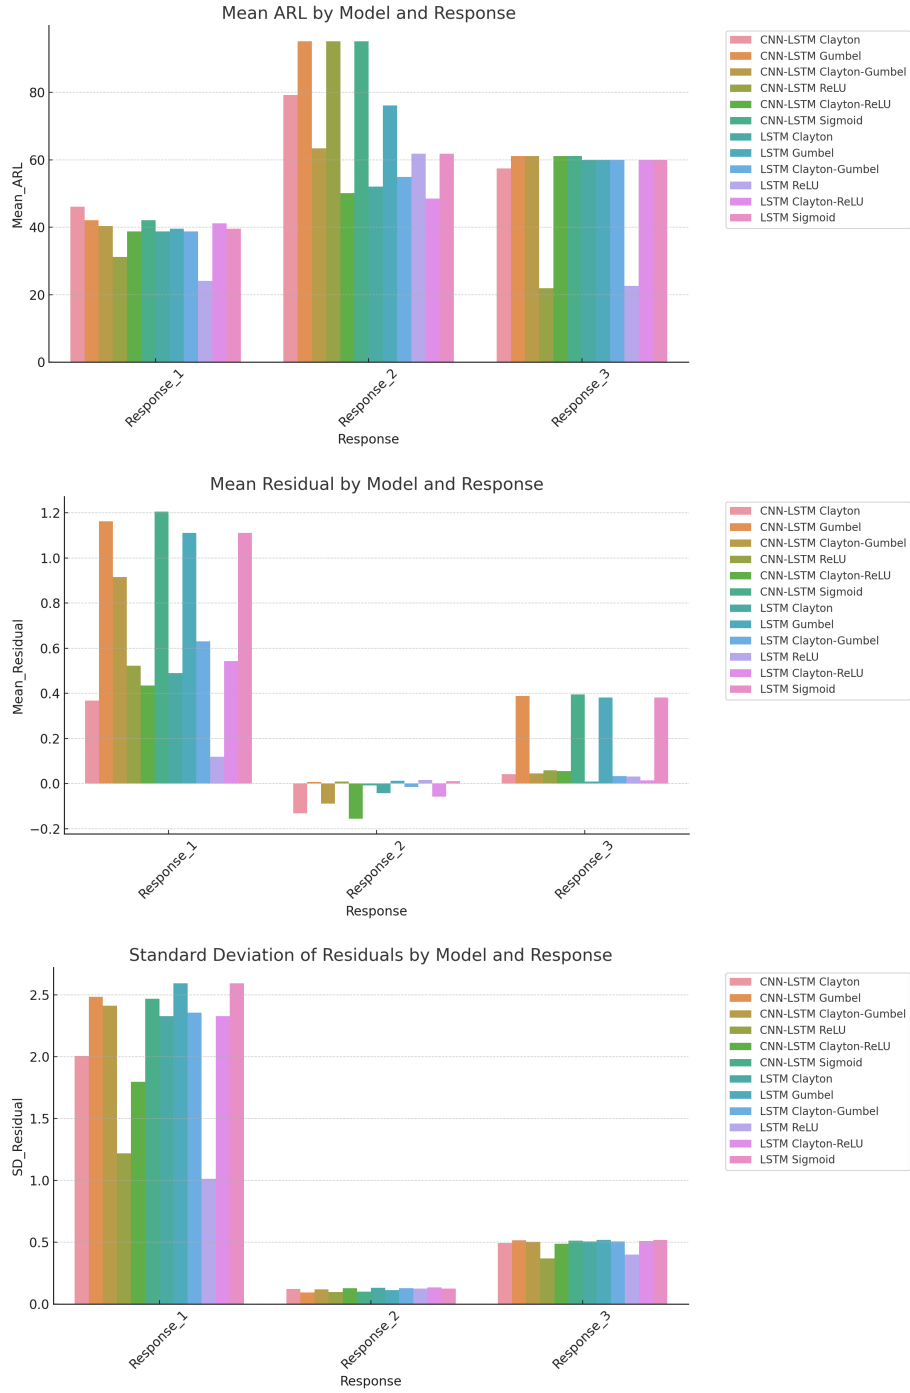 Mean ARL by Model and Response
Mean_ARL
80
60
40
20
0
Response_1
Response_2
Response_3
Response
CNN-LSTM Clayton
CNN-LSTM Gumbel
CNN-LSTM Clayton-Gumbel
CNN-LSTM ReLU
CNN-LSTM Clayton-ReLU
CNN-LSTM Sigmoid
LSTM Clayton
LSTM Gumbel
LSTM Clayton-Gumbel
LSTM ReLU
LSTM Clayton-ReLU
LSTM Sigmoid
Mean Residual by Model and Response
Mean_Residual
1.2
1.0
0.8
0.6
0.4
0.2
0.0
−0.2
Response_1
Response_2
Response_3
Response
CNN-LSTM Clayton
CNN-LSTM Gumbel
CNN-LSTM Clayton-Gumbel
CNN-LSTM ReLU
CNN-LSTM Clayton-ReLU
CNN-LSTM Sigmoid
LSTM Clayton
LSTM Gumbel
LSTM Clayton-Gumbel
LSTM ReLU
LSTM Clayton-ReLU
LSTM Sigmoid
Standard Deviation of Residuals by Model and Response
SD_Residual
2.5
2.0
1.5
1.0
0.5
0.0
Response_1
Response_2
Response_3
Response
CNN-LSTM Clayton
CNN-LSTM Gumbel
CNN-LSTM Clayton-Gumbel
CNN-LSTM ReLU
CNN-LSTM Clayton-ReLU
CNN-LSTM Sigmoid
LSTM Clayton
LSTM Gumbel
LSTM Clayton-Gumbel
LSTM ReLU
LSTM Clayton-ReLU
LSTM Sigmoid